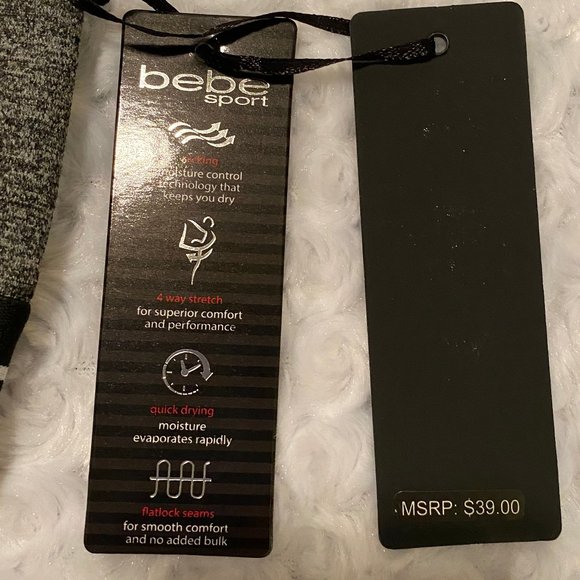 bebe
sport
wicking
moisture control
technology that
keeps you dry
4 way stretch
for superior comfort
and performance
quick drying
moisture
evaporates rapidly
flatlock seams
for smooth comfort
and no added bulk
MSRP: $39.00